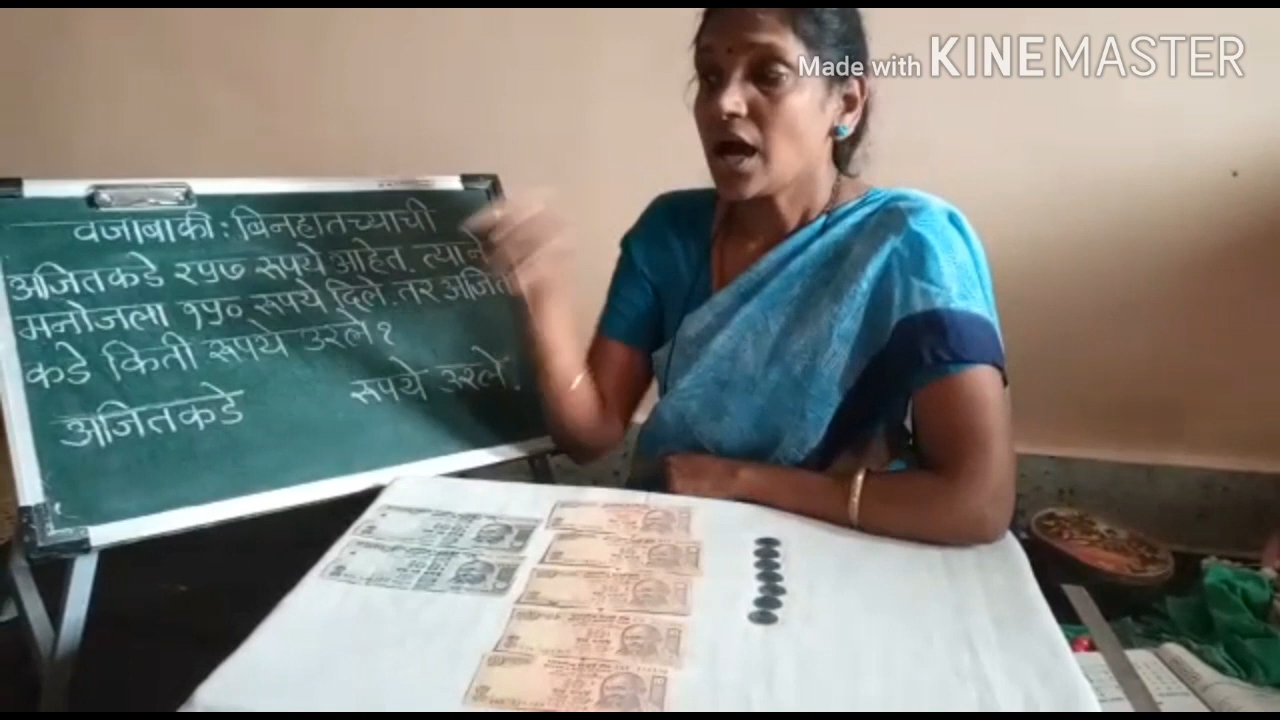 Made with KINEMASTER
वजाबाकी : बिनहातच्याची
अजितकडे २५७ रुपये आहेत. त्याने
मनोजला १५० रुपये दिले. तर अजित
कडे किती रुपये उरले?
अजितकडे रुपये उरले.